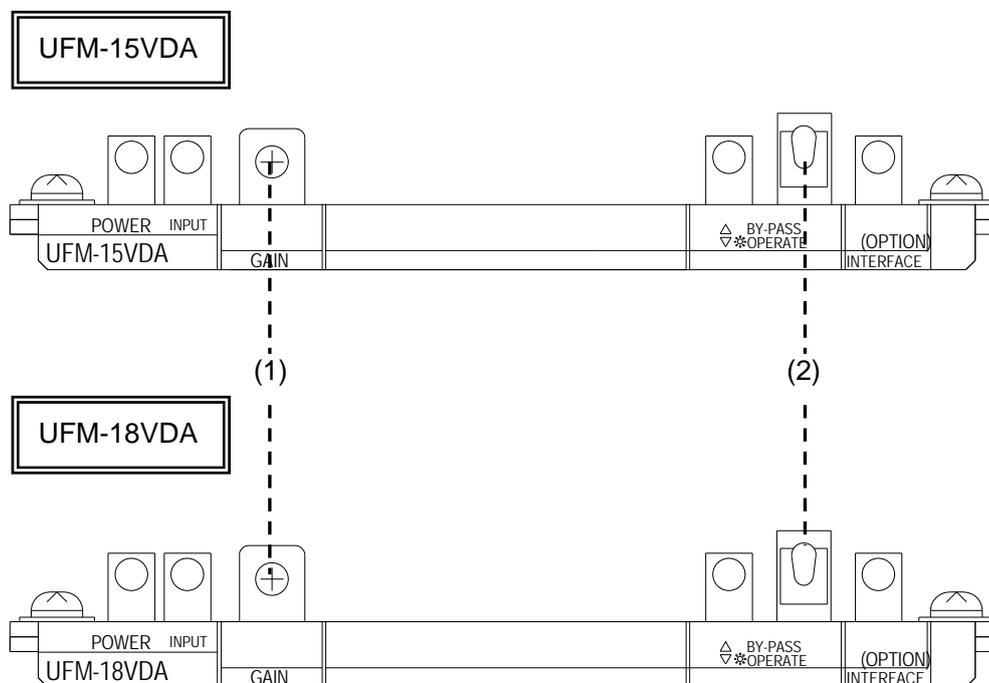 UFM-15VDA
POWER INPUT
UFM-15VDA
GAIN
△ BY-PASS
▽☼OPERATE
(OPTION)
INTERFACE
(1)
(2)
UFM-18VDA
POWER INPUT
UFM-18VDA
GAIN
△ BY-PASS
▽☼OPERATE
(OPTION)
INTERFACE